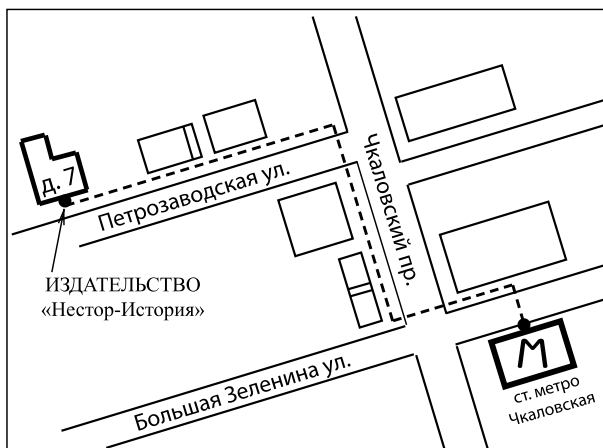 д. 7
Петрозаводская ул.
Чкаловский пр.
ИЗДАТЕЛЬСТВО
«Нестор-История»
Большая Зеленина ул.
М
ст. метро
Чкаловская